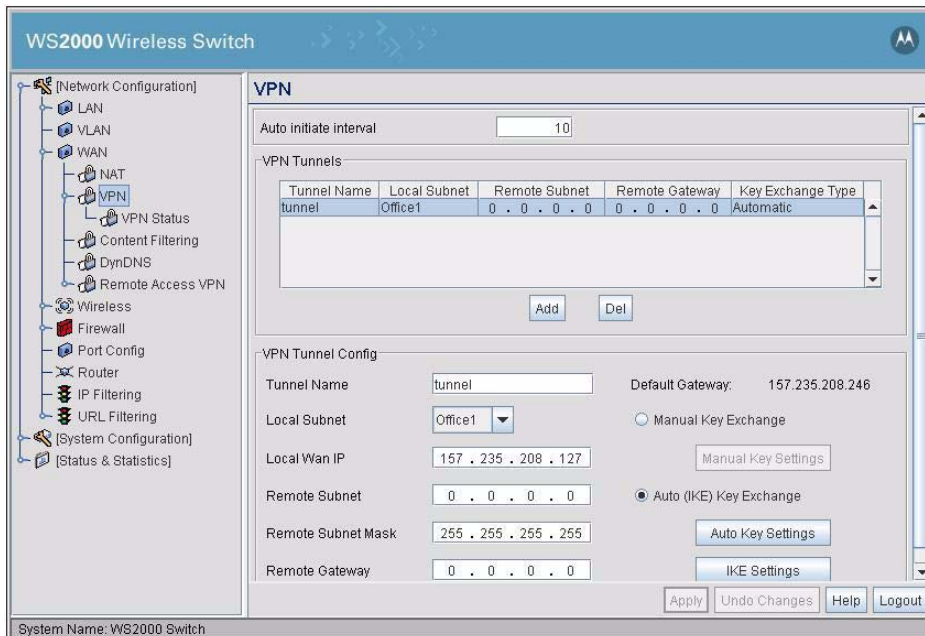 WS2000 Wireless Switch
[Network Configuration]
LAN
VLAN
WAN
NAT
VPN
VPN Status
Content Filtering
DynDNS
Remote Access VPN
Wireless
Firewall
Port Config
Router
IP Filtering
URL Filtering
[System Configuration]
[Status & Statistics]
VPN
Auto initiate interval 10
VPN Tunnels
Tunnel Name Local Subnet Remote Subnet Remote Gateway Key Exchange Type
tunnel Office1 0 . 0 . 0 . 0 0 . 0 . 0 . 0 Automatic
Add Del
VPN Tunnel Config
Tunnel Name tunnel Default Gateway: 157.235.208.246
Local Subnet Office1 Manual Key Exchange
Local Wan IP 157 . 235 . 208 . 127 Manual Key Settings
Remote Subnet 0 . 0 . 0 . 0 Auto (IKE) Key Exchange
Remote Subnet Mask 255 . 255 . 255 . 255 Auto Key Settings
Remote Gateway 0 . 0 . 0 . 0 IKE Settings
Apply Undo Changes Help Logout
System Name: WS2000 Switch